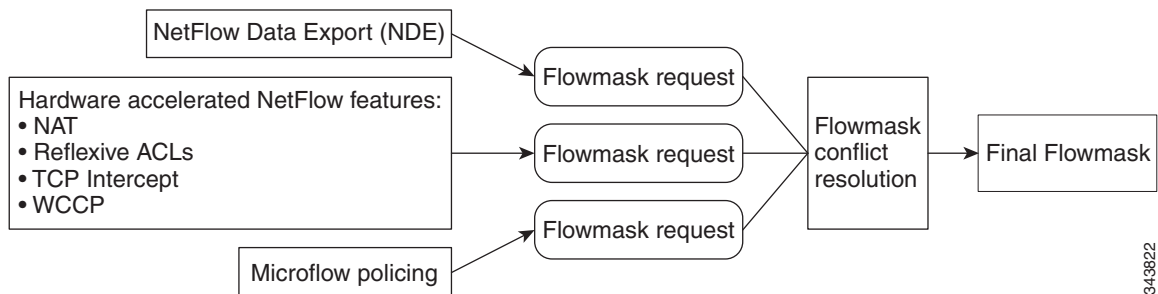 NetFlow Data Export (NDE)
Flowmask request
Hardware accelerated NetFlow features:
• NAT
• Reflexive ACLs
• TCP Intercept
• WCCP
Flowmask request
Flowmask
conflict
resolution
Final Flowmask
Flowmask request
Microflow policing
343822